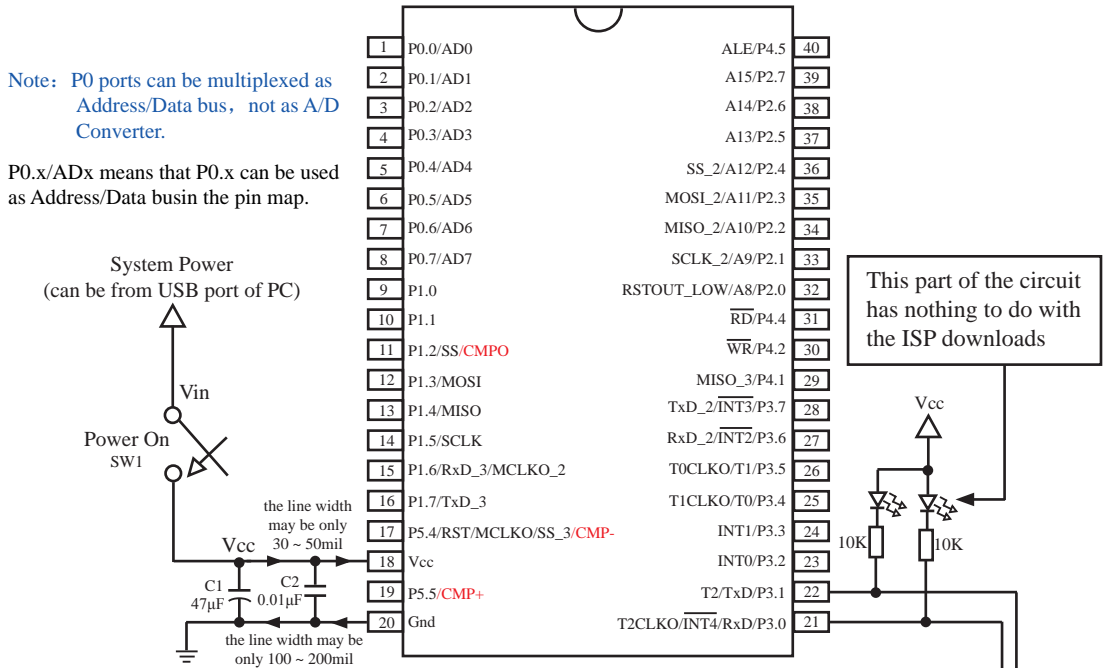 Note：P0 ports can be multiplexed as
Address/Data bus，not as A/D
Converter.
P0.x/ADx means that P0.x can be used
as Address/Data busin the pin map.
System Power
(can be from USB port of PC)
Vin
Power On
SW1
Vcc
the line width
may be only
30 ~ 50mil
C1
47µF
C2
0.01µF
the line width may be
only 100 ~ 200mil
1 P0.0/AD0
2 P0.1/AD1
3 P0.2/AD2
4 P0.3/AD3
5 P0.4/AD4
6 P0.5/AD5
7 P0.6/AD6
8 P0.7/AD7
9 P1.0
10 P1.1
11 P1.2/SS/CMPO
12 P1.3/MOSI
13 P1.4/MISO
14 P1.5/SCLK
15 P1.6/RxD_3/MCLKO_2
16 P1.7/TxD_3
17 P5.4/RST/MCLKO/SS_3/CMP-
18 Vcc
19 P5.5/CMP+
20 Gnd
ALE/P4.5 40
A15/P2.7 39
A14/P2.6 38
A13/P2.5 37
SS_2/A12/P2.4 36
MOSI_2/A11/P2.3 35
MISO_2/A10/P2.2 34
SCLK_2/A9/P2.1 33
RSTOUT_LOW/A8/P2.0 32
RD/P4.4 31
WR/P4.2 30
MISO_3/P4.1 29
TxD_2/INT3/P3.7 28
RxD_2/INT2/P3.6 27
T0CLKO/T1/P3.5 26
T1CLKO/T0/P3.4 25
INT1/P3.3 24
INT0/P3.2 23
T2/TxD/P3.1 22
T2CLKO/INT4/RxD/P3.0 21
This part of the circuit
has nothing to do with
the ISP downloads
Vcc
10K
10K